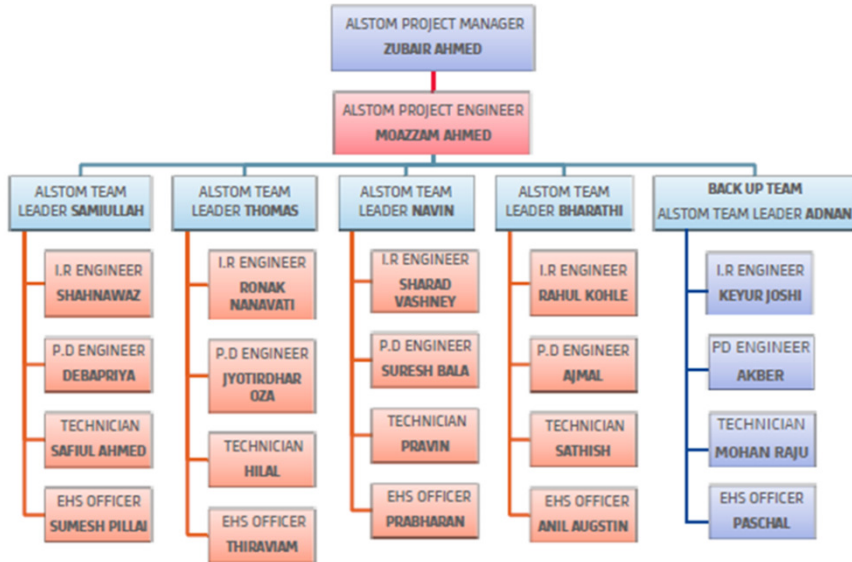 ALSTOM PROJECT MANAGER
ZUBAIR AHMED
ALSTOM PROJECT ENGINEER
MOAZZAM AHMED
ALSTOM TEAM
LEADER SAMIULLAH
I.R ENGINEER
SHAHNAWAZ
P.D ENGINEER
DEBAPRIYA
TECHNICIAN
SAFIUL AHMED
EHS OFFICER
SUMESH PILLAI
ALSTOM TEAM
LEADER THOMAS
I.R ENGINEER
RONAK
NANAVATI
P.D ENGINEER
JYOTIRDHAR
OZA
TECHNICIAN
HILAL
EHS OFFICER
THIRAVIAM
ALSTOM TEAM
LEADER NAVIN
I.R ENGINEER
SHARAD
VASHNEY
P.D ENGINEER
SURESH BALA
TECHNICIAN
PRAVIN
EHS OFFICER
PRABHARAN
ALSTOM TEAM
LEADER BHARATHI
I.R ENGINEER
RAHUL KOHLE
P.D ENGINEER
AJMAL
TECHNICIAN
SATHISH
EHS OFFICER
ANIL AUGSTIN
BACK UP TEAM
ALSTOM TEAM LEADER ADNAN
I.R ENGINEER
KEYUR JOSHI
PD ENGINEER
AKBER
TECHNICIAN
MOHAN RAJU
EHS OFFICER
PASCHAL